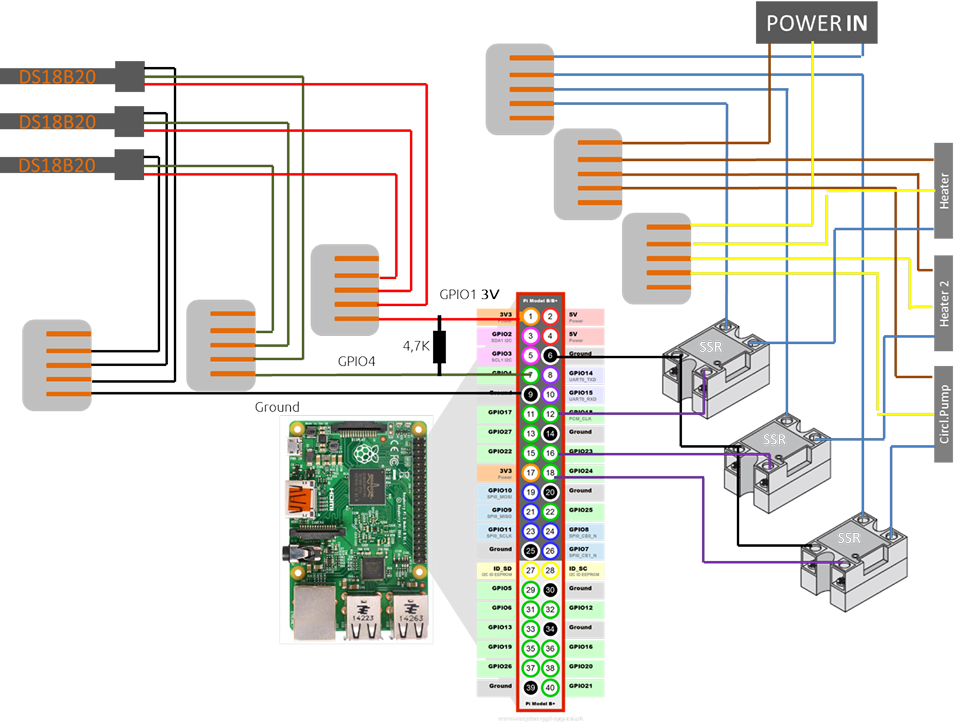 POWER IN
DS18B20
DS18B20
DS18B20
Heater
Heater 2
Circl.Pump
GPIO1 3V
4,7K
GPIO4
Ground
SSR
SSR
SSR
Pi Model B/B+
3V3 Power 1 2 5V Power
GPIO2 SDA1 I2C 3 4 5V Power
GPIO3 SCL1 I2C 5 6 Ground
GPIO4 7 8 GPIO14 UART0_TXD
Ground 9 10 GPIO15 UART0_RXD
GPIO17 11 12 GPIO18 PCM_CLK
GPIO27 13 14 Ground
GPIO22 15 16 GPIO23
3V3 Power 17 18 GPIO24
GPIO10 SPI0_MOSI 19 20 Ground
GPIO9 SPI0_MISO 21 22 GPIO25
GPIO11 SPI0_SCLK 23 24 GPIO8 SPI0_CE0_N
Ground 25 26 GPIO7 SPI0_CE1_N
ID_SD I2C ID EEPROM 27 28 ID_SC I2C ID EEPROM
GPIO5 29 30 Ground
GPIO6 31 32 GPIO12
GPIO13 33 34 Ground
GPIO19 35 36 GPIO16
GPIO26 37 38 GPIO20
Ground 39 40 GPIO21
Pi Model B+
HDMI
14223
14263